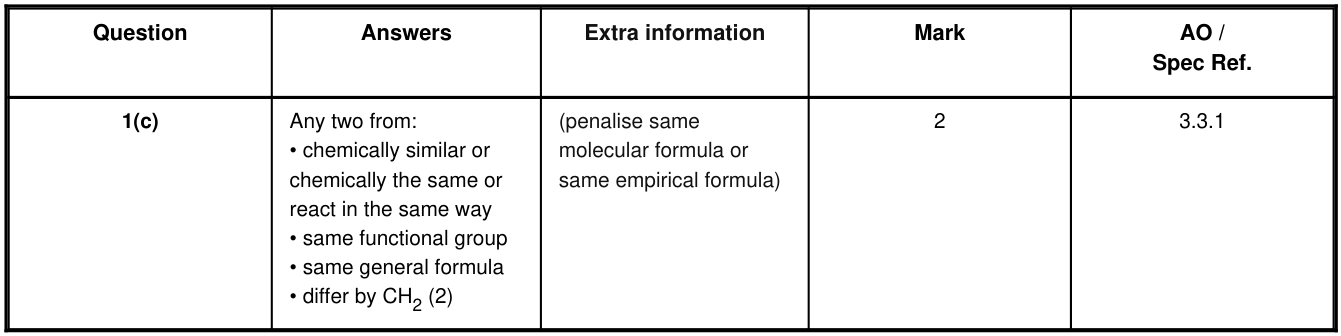 Question Answers Extra information Mark AO /
Spec Ref.
1(c) Any two from: (penalise same 2 3.3.1
• chemically similar or molecular formula or
chemically the same or same empirical formula)
react in the same way
• same functional group
• same general formula
• differ by CH₂ (2)